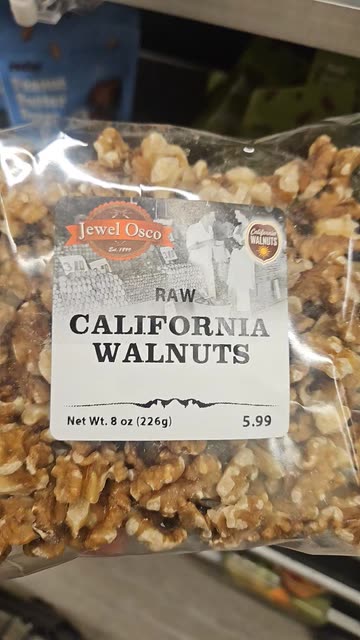 Jewel Osco
Est. 1899
California
WALNUTS
RAW
CALIFORNIA
WALNUTS
Net Wt. 8 oz (226g)
5.99